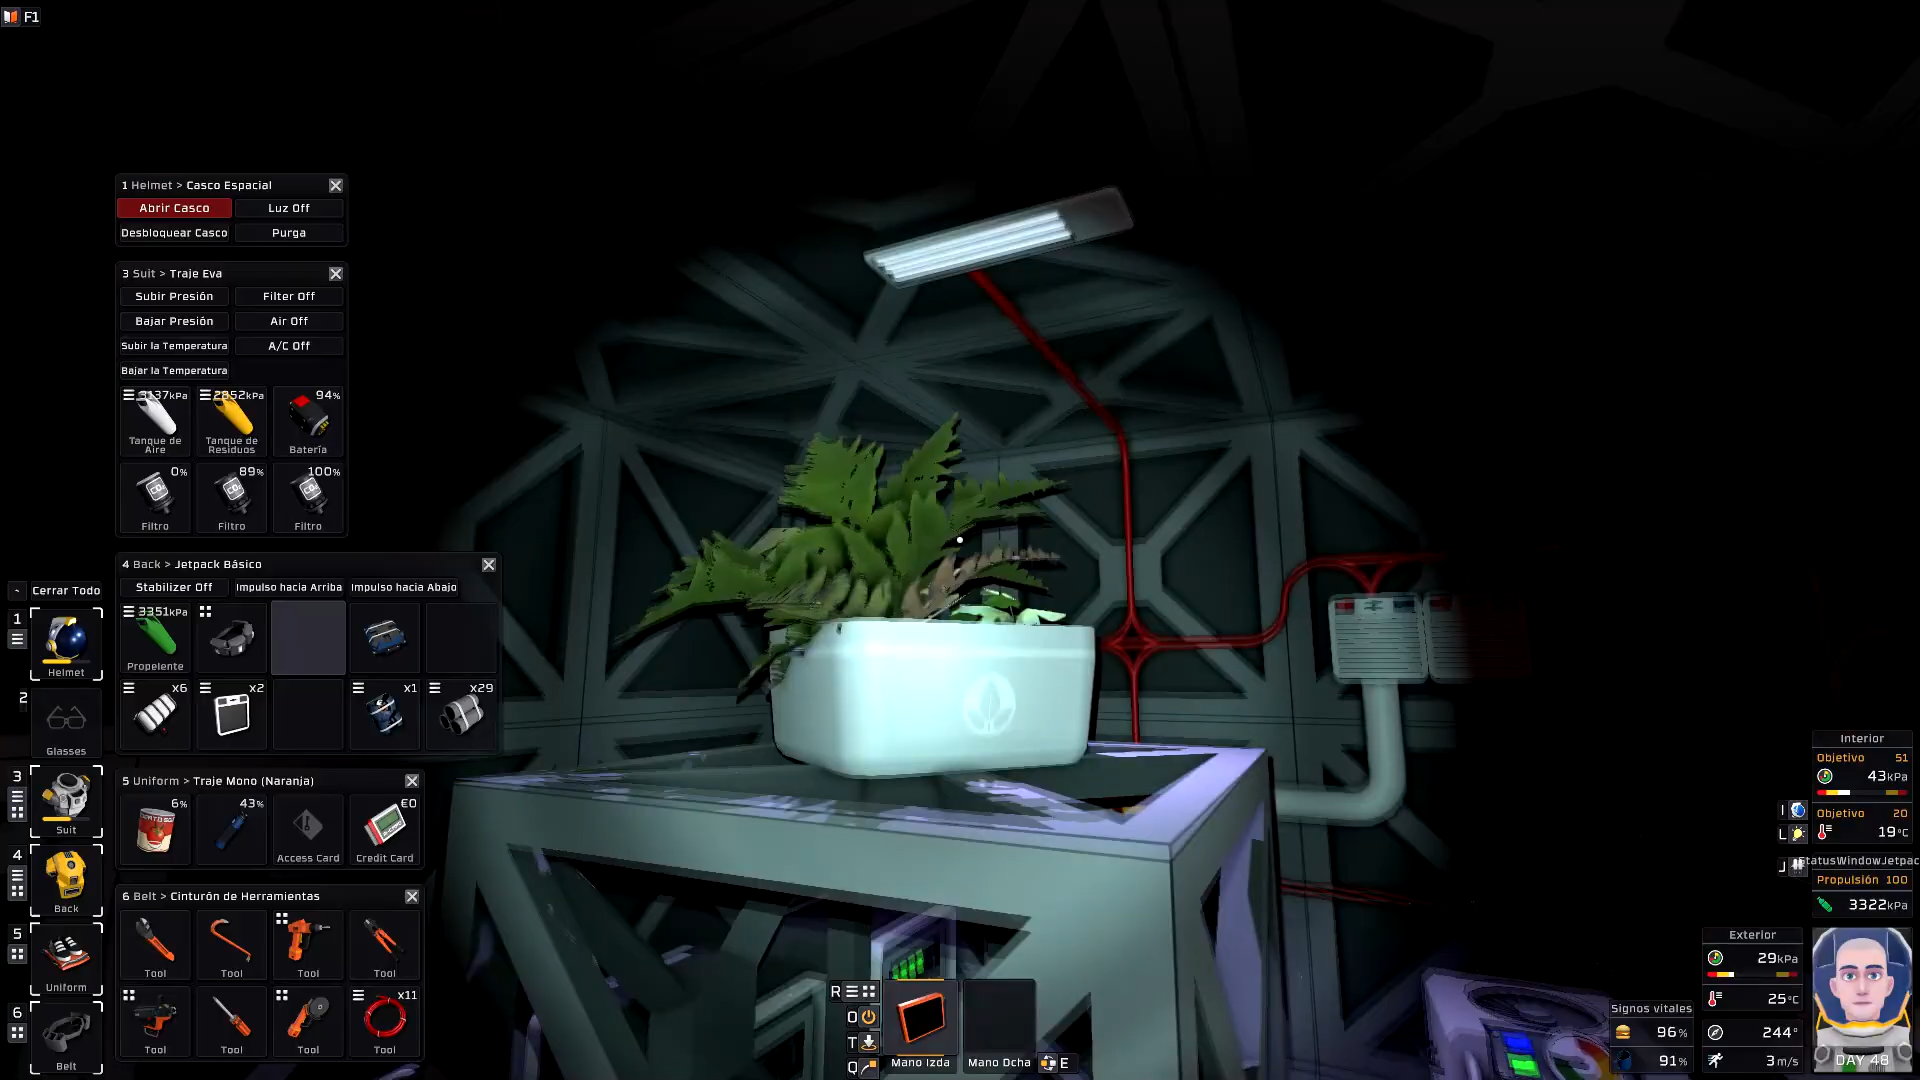 F1
1 Helmet > Casco Espacial
Abrir Casco
Luz Off
Desbloquear Casco
Purga
3 Suit > Traje Eva
Subir Presión
Filter Off
Bajar Presión
Air Off
Subir la Temperatura
A/C Off
Bajar la Temperatura
3137kPa
2852kPa
94%
Tanque de Aire
Tanque de Residuos
Batería
0%
89%
100%
Filtro
Filtro
Filtro
4 Back > Jetpack Básico
Stabilizer Off
Impulso hacia Arriba
Impulso hacia Abajo
3351kPa
Propelente
x6
x2
x1
x29
5 Uniform > Traje Mono (Naranja)
6%
43%
€0
Access Card
Credit Card
6 Belt > Cinturón de Herramientas
Tool
Tool
Tool
Tool
x11
Tool
Tool
Tool
Tool
~
Cerrar Todo
1
Helmet
2
Glasses
3
Suit
4
Back
5
Uniform
6
Belt
R
O
T
Q
Mano Izda
Mano Dcha
E
Interior
Objetivo 51
43kPa
Objetivo 20
19°C
I
L
J
StatusWindowJetpac
Propulsión 100
3322kPa
Exterior
29kPa
25°C
244°
3m/s
Signos vitales
96%
91%
DAY 48